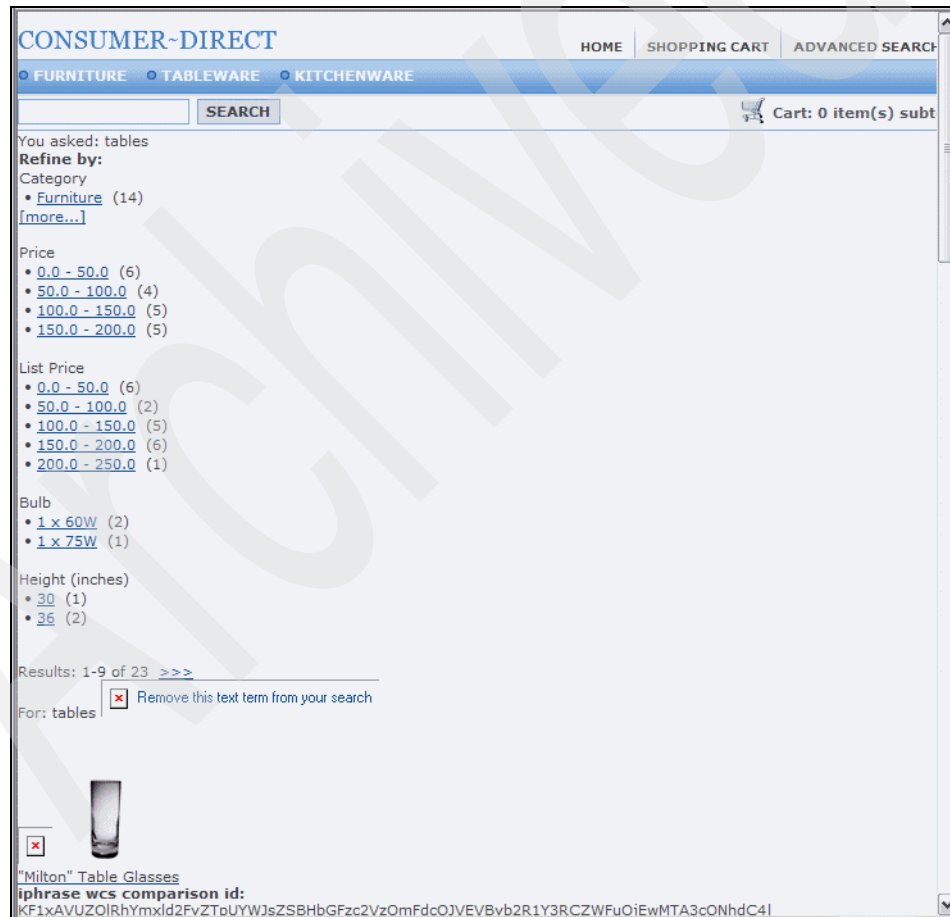 CONSUMER~DIRECT
HOME SHOPPING CART ADVANCED SEARCH
FURNITURE TABLEWARE KITCHENWARE
SEARCH Cart: 0 item(s) subt
You asked: tables
Refine by:
Category
• Furniture (14)
[more...]
Price
• 0.0 - 50.0 (6)
• 50.0 - 100.0 (4)
• 100.0 - 150.0 (5)
• 150.0 - 200.0 (5)
List Price
• 0.0 - 50.0 (6)
• 50.0 - 100.0 (2)
• 100.0 - 150.0 (5)
• 150.0 - 200.0 (6)
• 200.0 - 250.0 (1)
Bulb
• 1 x 60W (2)
• 1 x 75W (1)
Height (inches)
• 30 (1)
• 36 (2)
Results: 1-9 of 23 >>>
Remove this text term from your search
For: tables
"Milton" Table Glasses
iphrase wcs comparison id:
Archived